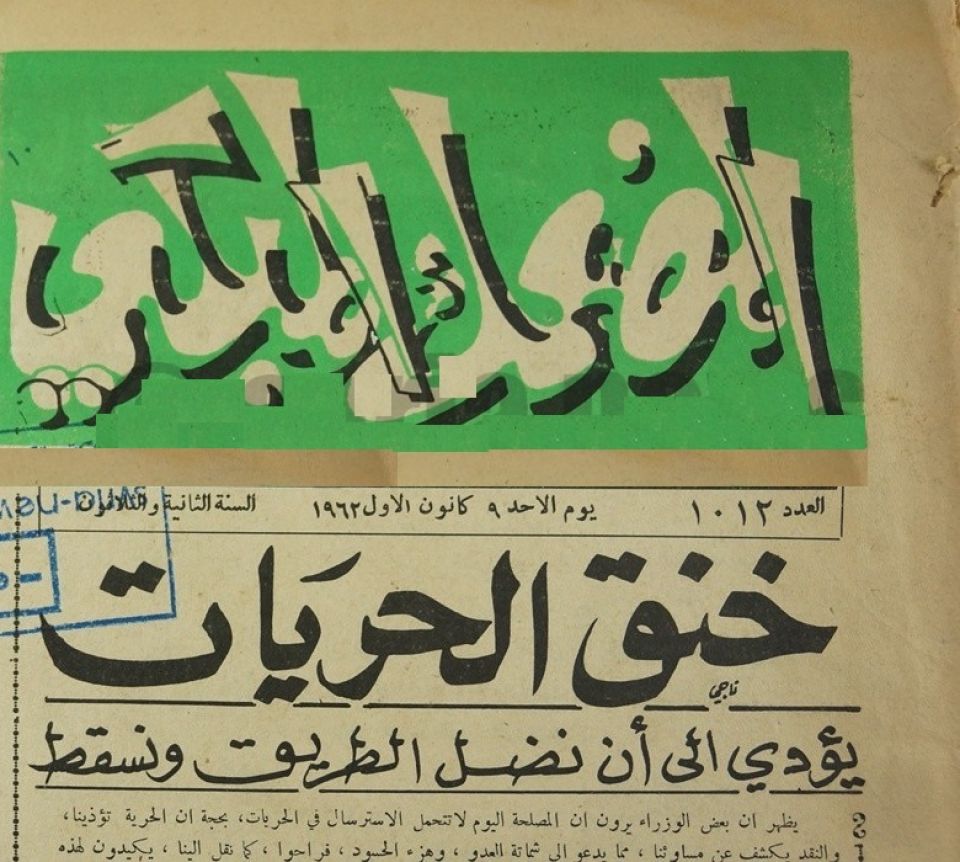 المضحك المبكي
العدد ١٠١٢ يوم الاحد ٩ كانون الاول ١٩٦٢ السنة الثانية والثلاثون
خنق الحريات
ناجي
يؤدي الى أن نضل الطريق ونسقط
يظهر ان بعض الوزراء يرون ان المصلحة اليوم لاتتحمل الاسترسال في الحريات، بحجة ان الحرية تؤذينا،
والنقد يكشف عن مساوئنا ، مما يدعو الى شماتة العدو ، وهزء الحسود ، فراحوا ، كما نقل الينا ، يكيدون لهذه